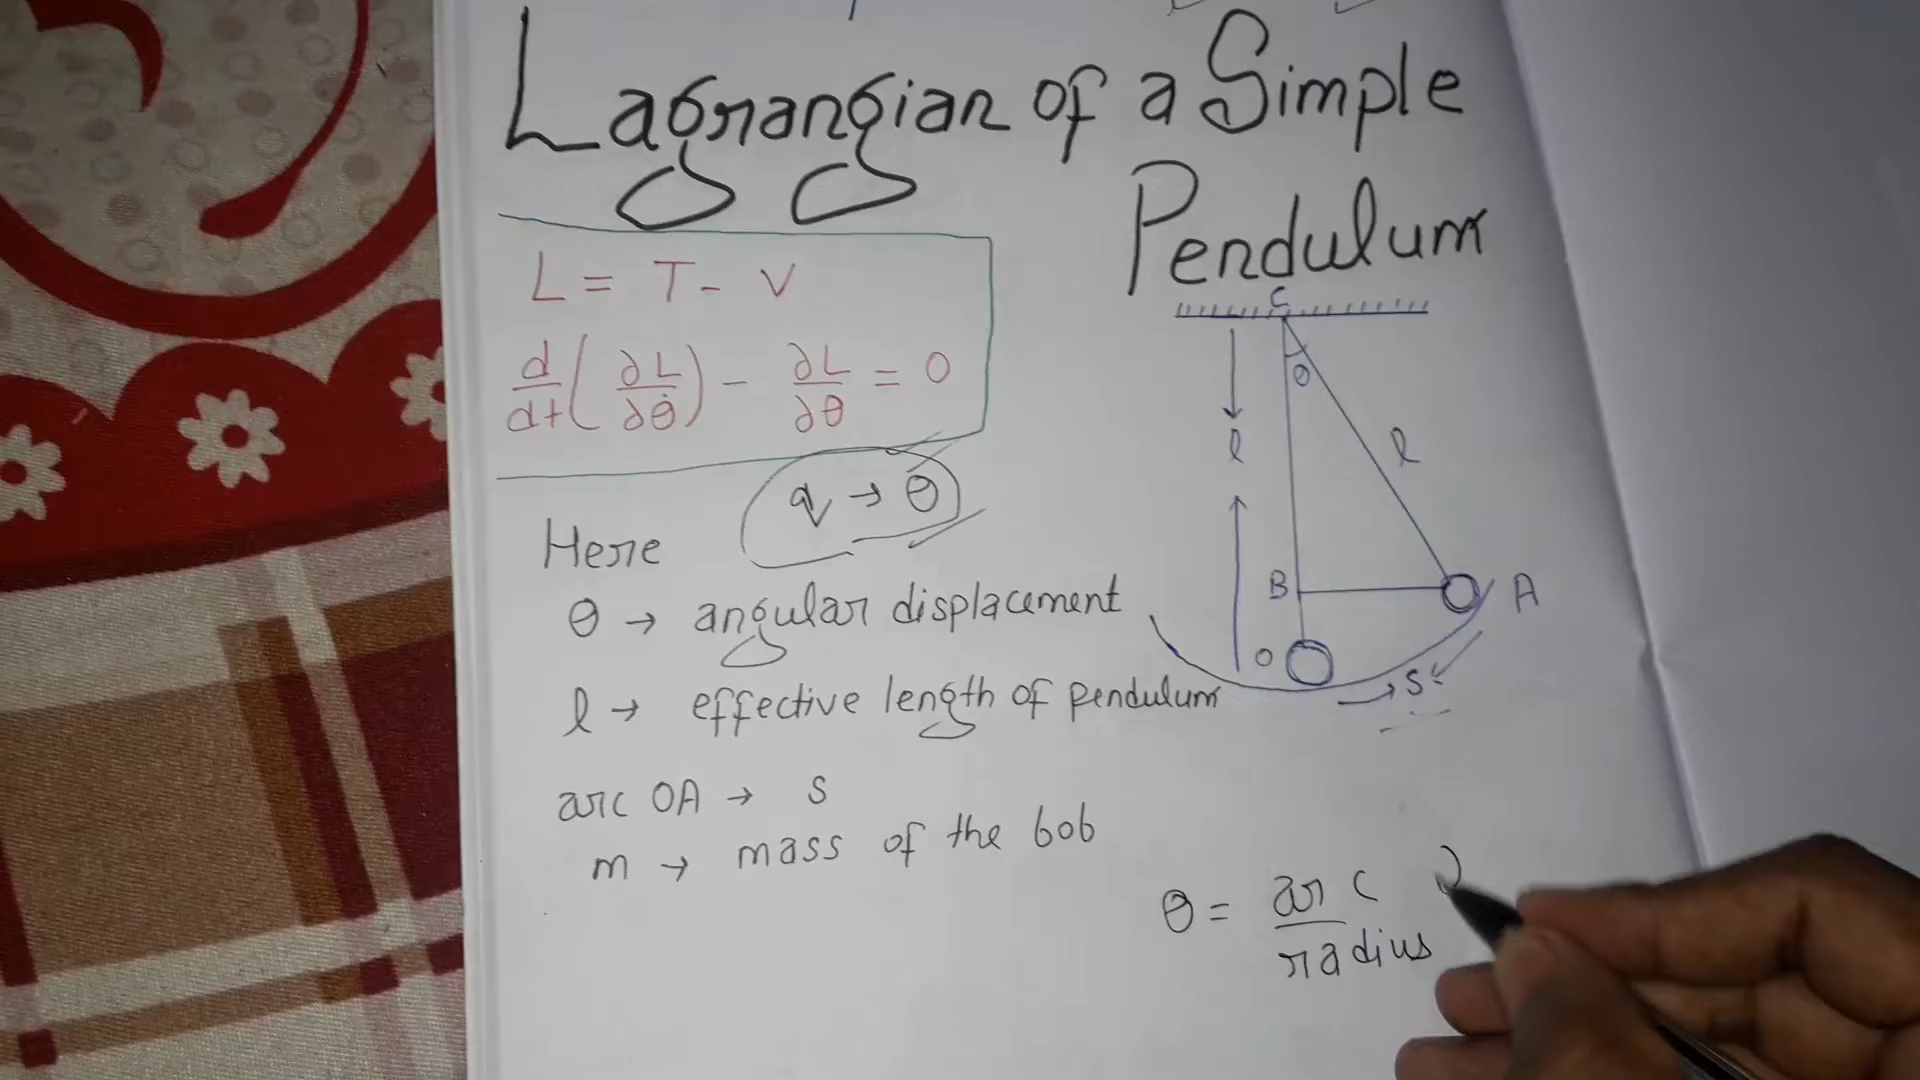 Lagrangian of a Simple
Pendulum
L = T - V
d/dt (∂L/∂θ̇) - ∂L/∂θ = 0
q → θ
Here
θ → angular displacement
l → effective length of pendulum
arc OA → s
m → mass of the bob
C
θ
l
l
B
A
O
→ s ←
θ = arc / radius